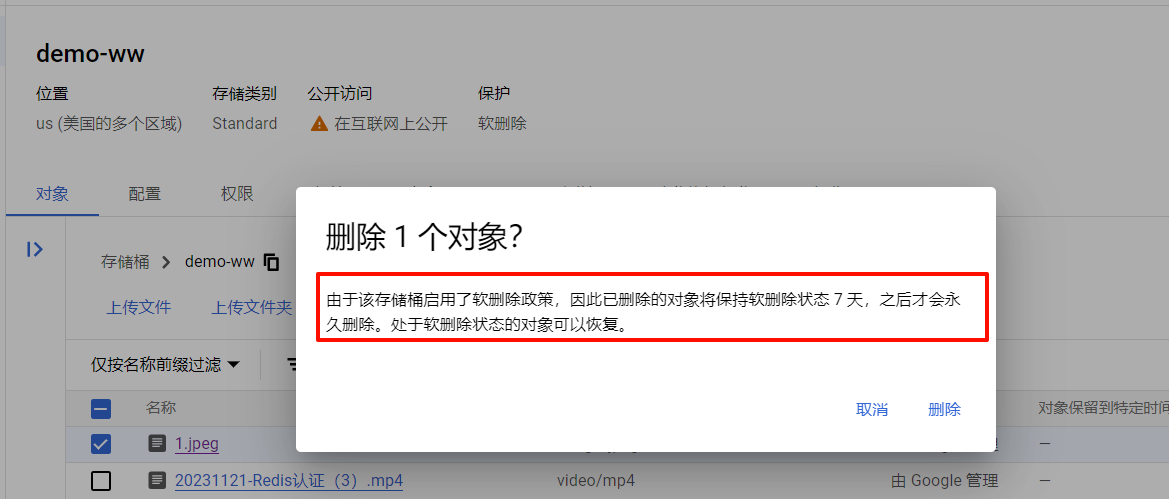 demo-ww
位置 存储类别 公开访问 保护
us (美国的多个区域) Standard 在互联网上公开 软删除
对象 配置 权限
删除 1 个对象？
存储桶 demo-ww
由于该存储桶启用了软删除政策，因此已删除的对象将保持软删除状态 7 天，之后才会永
久删除。处于软删除状态的对象可以恢复。
上传文件 上传文件夹
仅按名称前缀过滤
取消 删除
名称 对象保留到特定时间
1.jpeg —
20231121-Redis认证（3）.mp4 video/mp4 由 Google 管理 —